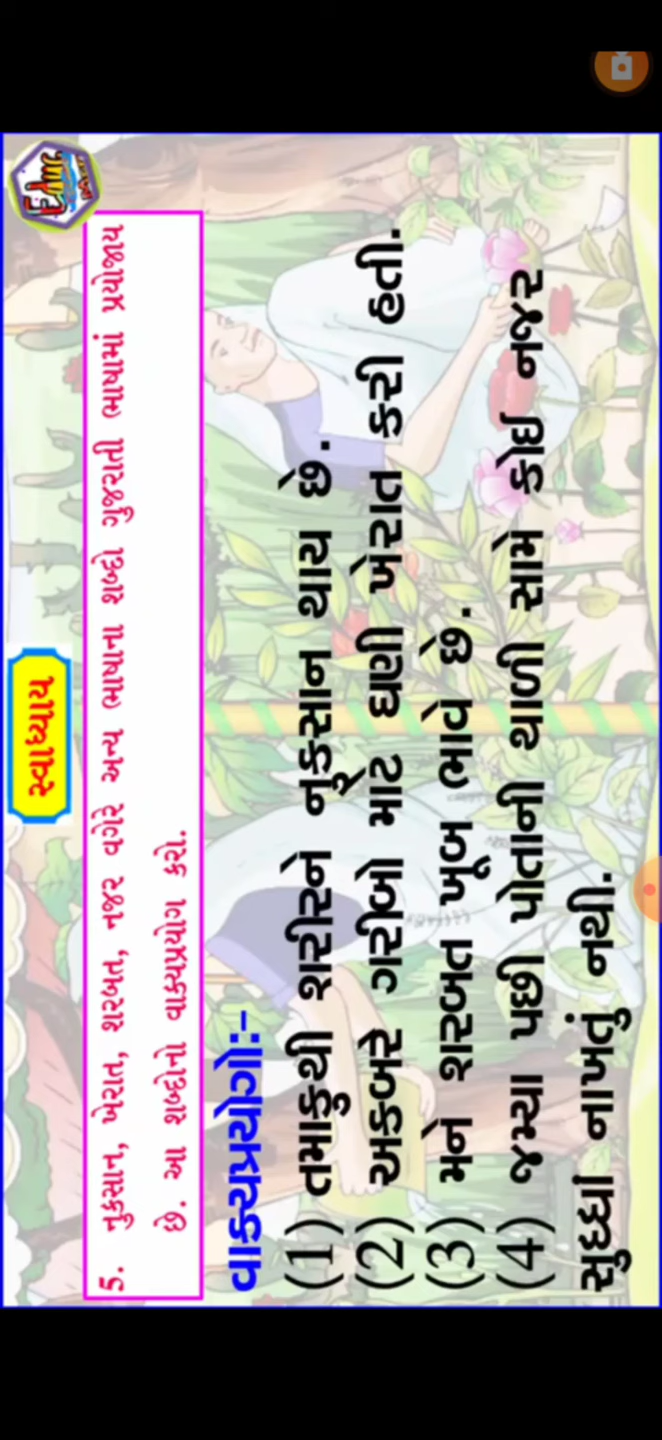 સ્વાધ્યાય
5. નુકસાન, ખેરાત, શરબત, નજર વગેરે અન્ય ભાષાના શબ્દો ગુજરાતી ભાષામાં પ્રયોજાય
છે. આ શબ્દોનો વાક્યપ્રયોગ કરો.
વાક્યપ્રયોગો:-
(1) તમાકુથી શરીરને નુકસાન થાય છે.
(2) અકબરે ગરીબો માટે ઘણી ખેરાત કરી હતી.
(3) મને શરબત ખૂબ ભાવે છે.
(4) જમ્યા પછી પોતાની થાળી સામે કોઇ નજર
સુદ્ધાં નાખતું નથી.